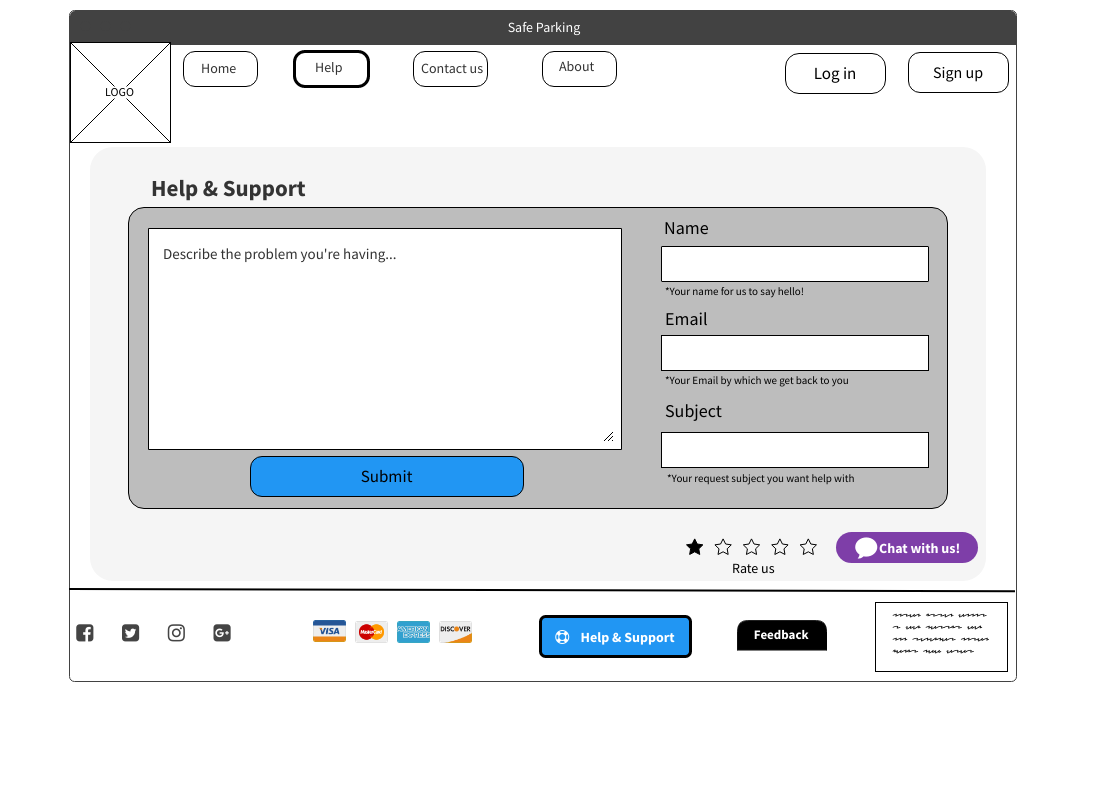 Safe Parking
LOGO
Home
Help
Contact us
About
Log in
Sign up
Help & Support
Describe the problem you're having...
Submit
Name
*Your name for us to say hello!
Email
*Your Email by which we get back to you
Subject
*Your request subject you want help with
Rate us
Chat with us!
VISA
MasterCard
AMERICAN EXPRESS
DISCOVER
Help & Support
Feedback